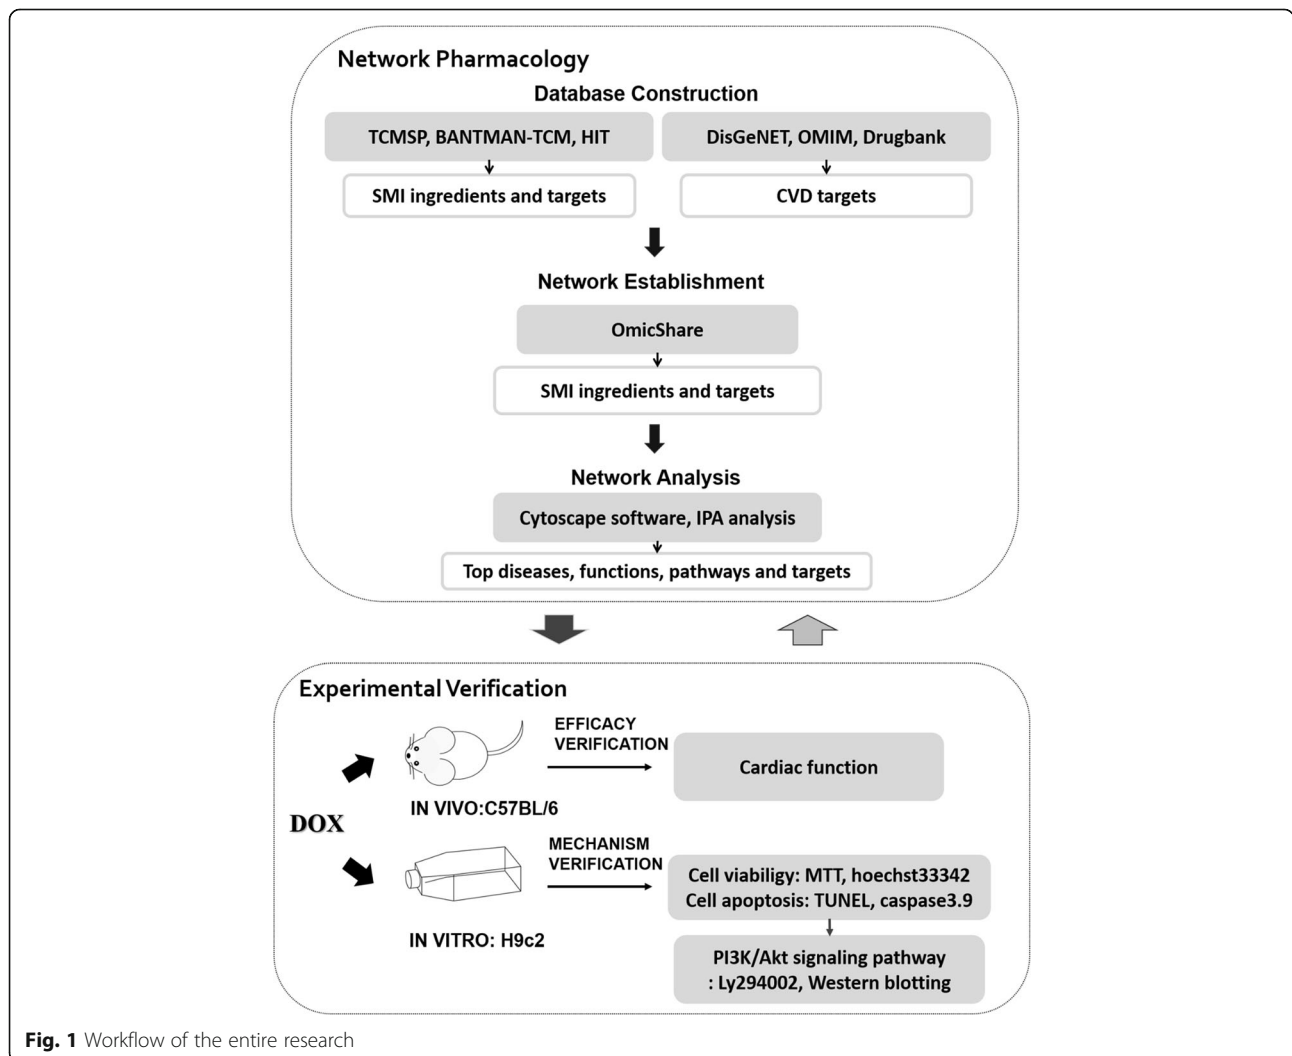 Network Pharmacology
Database Construction
TCMSP, BANTMAN-TCM, HIT
DisGeNET, OMIM, Drugbank
SMI ingredients and targets
CVD targets
Network Establishment
OmicShare
SMI ingredients and targets
Network Analysis
Cytoscape software, IPA analysis
Top diseases, functions, pathways and targets
Experimental Verification
DOX
IN VIVO:C57BL/6
EFFICACY
VERIFICATION
Cardiac function
IN VITRO: H9c2
MECHANISM
VERIFICATION
Cell viabiligy: MTT, hoechst33342
Cell apoptosis: TUNEL, caspase3.9
PI3K/Akt signaling pathway
: Ly294002, Western blotting
Fig. 1 Workflow of the entire research